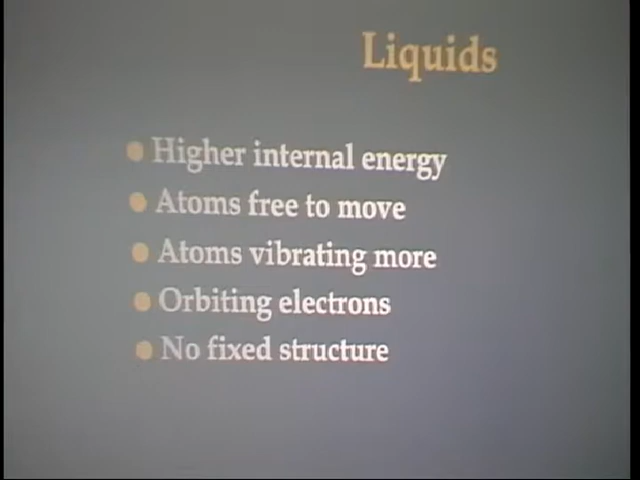 Liquids
Higher internal energy
Atoms free to move
Atoms vibrating more
Orbiting electrons
No fixed structure